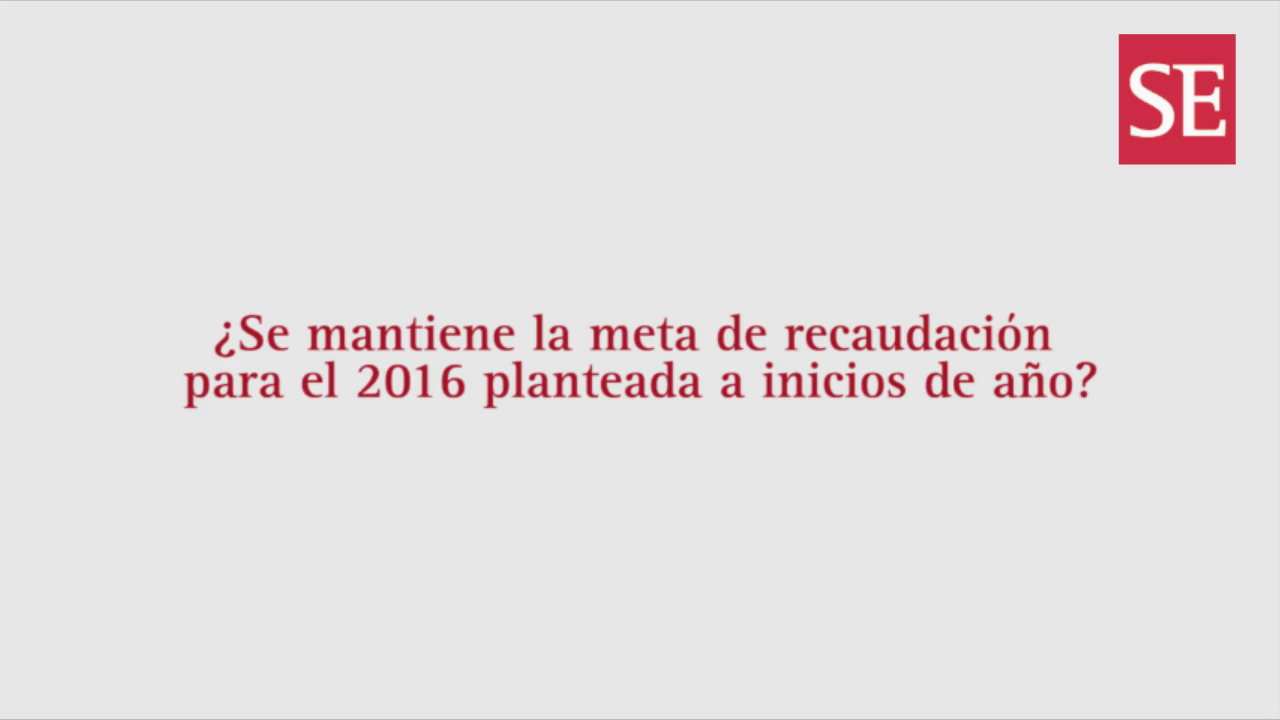 SE
¿Se mantiene la meta de recaudación
para el 2016 planteada a inicios de año?